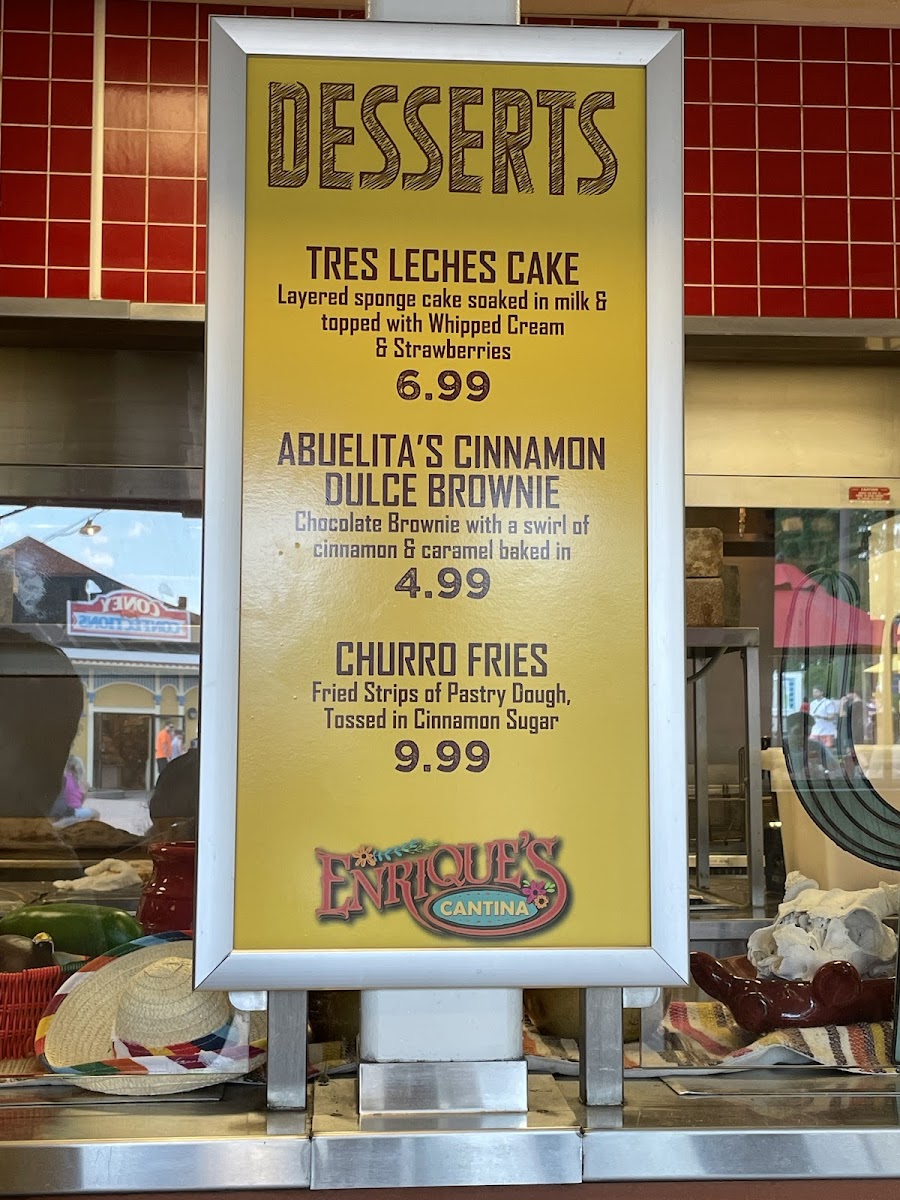 DESSERTS
TRES LECHES CAKE
Layered sponge cake soaked in milk &
topped with Whipped Cream
& Strawberries
6.99
ABUELITA'S CINNAMON
DULCE BROWNIE
Chocolate Brownie with a swirl of
cinnamon & caramel baked in
4.99
CHURRO FRIES
Fried Strips of Pastry Dough,
Tossed in Cinnamon Sugar
9.99
ENRIQUE'S
CANTINA
CONEY
CONFECTIONS